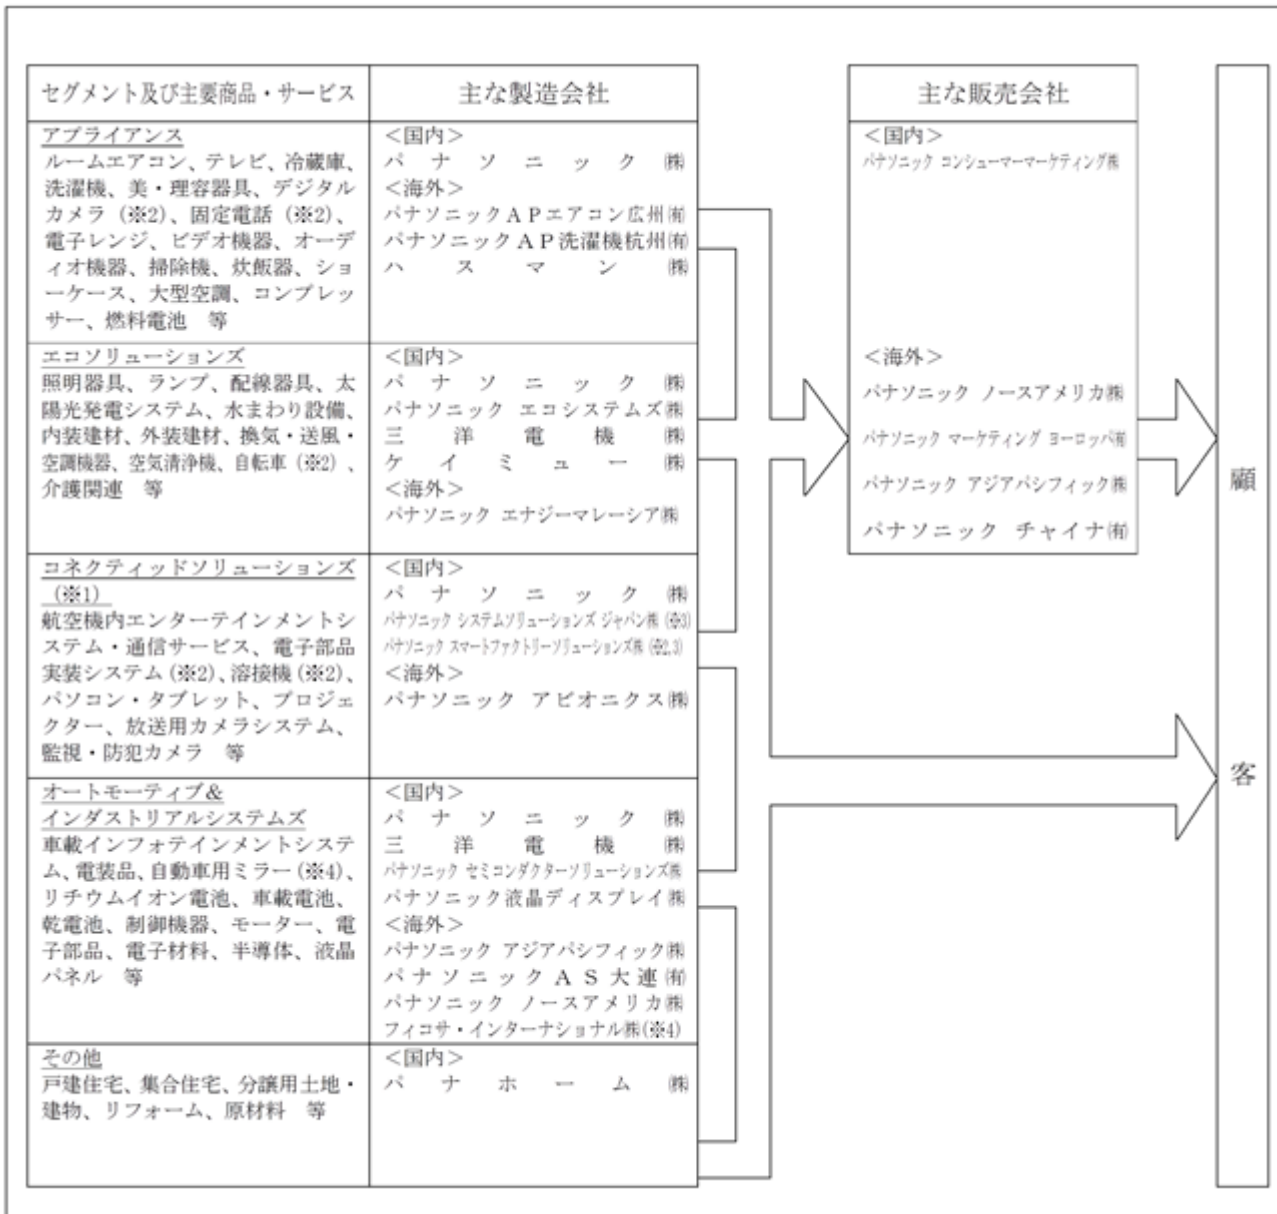 セグメント及び主要商品・サービス
主な製造会社
主な販売会社
アプライアンス
ルームエアコン、テレビ、冷蔵庫、
洗濯機、美・理容器具、デジタル
カメラ（※2）、固定電話（※2）、
電子レンジ、ビデオ機器、オーデ
ィオ機器、掃除機、炊飯器、ショ
ーケース、大型空調、コンプレッ
サー、燃料電池　等
＜国内＞
パナソニック㈱
＜海外＞
パナソニックＡＰエアコン広州㈲
パナソニックＡＰ洗濯機杭州㈲
ハスマン㈱
エコソリューションズ
照明器具、ランプ、配線器具、太
陽光発電システム、水まわり設備、
内装建材、外装建材、換気・送風・
空調機器、空気清浄機、自転車（※2）、
介護関連　等
＜国内＞
パナソニック㈱
パナソニック エコシステムズ㈱
三洋電機㈱
ケイミュー㈱
＜海外＞
パナソニック エナジーマレーシア㈱
コネクティッドソリューションズ
（※1）
航空機内エンターテインメントシ
ステム・通信サービス、電子部品
実装システム（※2）、溶接機（※2）、
パソコン・タブレット、プロジェ
クター、放送用カメラシステム、
監視・防犯カメラ　等
＜国内＞
パナソニック㈱
パナソニック システムソリューションズ ジャパン㈱（※3）
パナソニック スマートファクトリーソリューションズ㈱（※2,3）
＜海外＞
パナソニック アビオニクス㈱
オートモーティブ＆
インダストリアルシステムズ
車載インフォテインメントシステ
ム、電装品、自動車用ミラー（※4）、
リチウムイオン電池、車載電池、
乾電池、制御機器、モーター、電
子部品、電子材料、半導体、液晶
パネル　等
＜国内＞
パナソニック㈱
三洋電機㈱
パナソニック セミコンダクターソリューションズ㈱
パナソニック液晶ディスプレイ㈱
＜海外＞
パナソニック アジアパシフィック㈱
パナソニックＡＳ大連㈲
パナソニック ノースアメリカ㈱
フィコサ・インターナショナル㈱（※4）
その他
戸建住宅、集合住宅、分譲用土地・
建物、リフォーム、原材料　等
＜国内＞
パナホーム㈱
＜国内＞
パナソニック コンシューマーマーケティング㈱
＜海外＞
パナソニック ノースアメリカ㈱
パナソニック マーケティング ヨーロッパ㈲
パナソニック アジアパシフィック㈱
パナソニック チャイナ㈲
顧
客